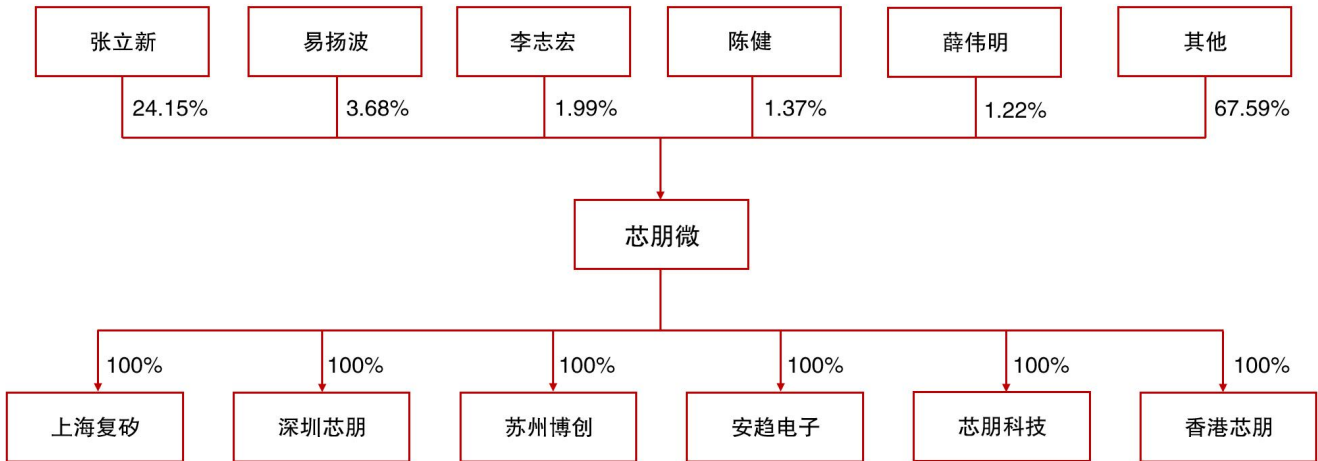 张立新
易扬波
李志宏
陈健
薛伟明
其他
24.15%
3.68%
1.99%
1.37%
1.22%
67.59%
芯朋微
100%
100%
100%
100%
100%
100%
上海复矽
深圳芯朋
苏州博创
安趋电子
芯朋科技
香港芯朋